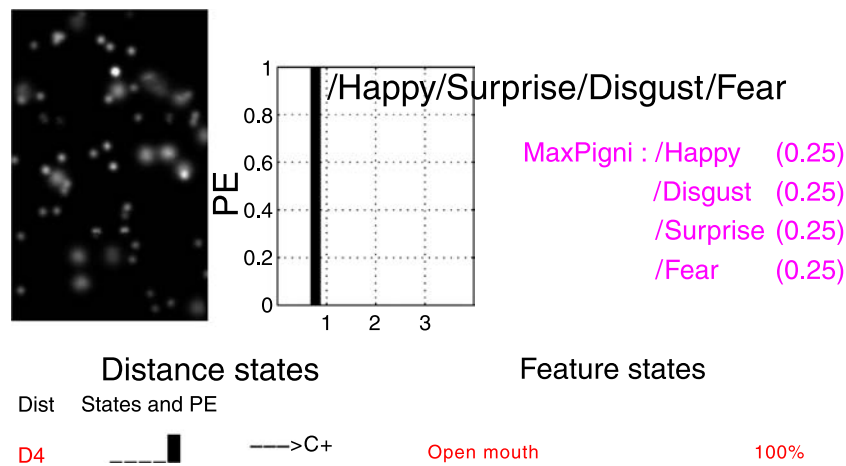 1
0.8
0.6
0.4
0.2
0
PE
1 2 3
/Happy/Surprise/Disgust/Fear
MaxPigni : /Happy (0.25)
/Disgust (0.25)
/Surprise (0.25)
/Fear (0.25)
Distance states
Feature states
Dist States and PE
D4 --->C+
Open mouth 100%